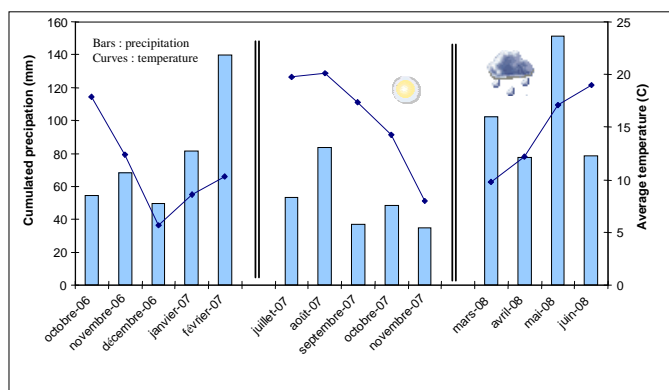 160
140
120
100
80
60
40
20
0
Cumulated precipation (mm)
Bars : precipitation
Curves : temperature
25
20
15
10
5
0
Average temperature (C)
octobre-06
novembre-06
décembre-06
janvier-07
février-07
juillet-07
août-07
septembre-07
octobre-07
novembre-07
mars-08
avril-08
mai-08
juin-08